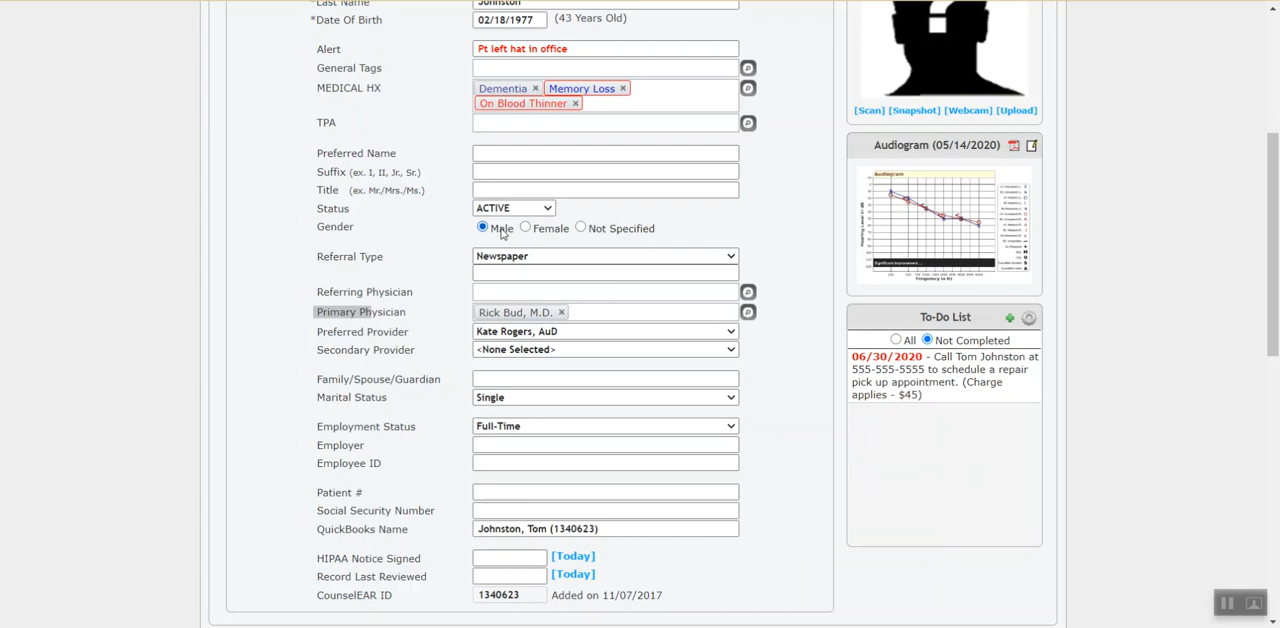 *Last Name Johnston
*Date Of Birth 02/18/1977 (43 Years Old)
Alert Pt left hat in office
General Tags
MEDICAL HX Dementia × Memory Loss ×
On Blood Thinner ×
TPA
Preferred Name
Suffix (ex. I, II, Jr., Sr.)
Title (ex. Mr./Mrs./Ms.)
Status ACTIVE
Gender Male Female Not Specified
Referral Type Newspaper
Referring Physician
Primary Physician Rick Bud, M.D. ×
Preferred Provider Kate Rogers, AuD
Secondary Provider <None Selected>
Family/Spouse/Guardian
Marital Status Single
Employment Status Full-Time
Employer
Employee ID
Patient #
Social Security Number
QuickBooks Name Johnston, Tom (1340623)
HIPAA Notice Signed [Today]
Record Last Reviewed [Today]
CounselEAR ID 1340623 Added on 11/07/2017
[Scan] [Snapshot] [Webcam] [Upload]
Audiogram (05/14/2020)
Audiogram
Frequency in Hz
To-Do List
All Not Completed
06/30/2020 - Call Tom Johnston at
555-555-5555 to schedule a repair
pick up appointment. (Charge
applies - $45)